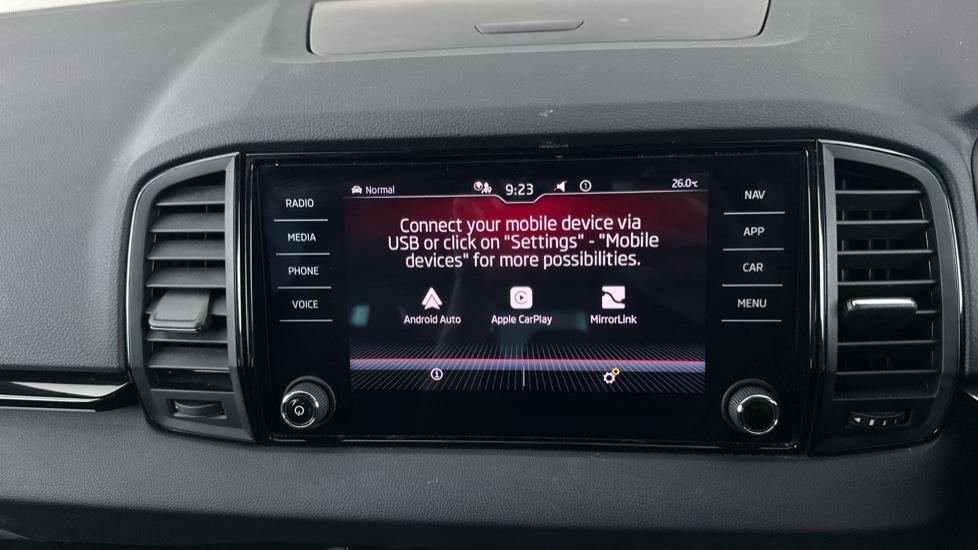 Normal
9:23
26.0°C
RADIO
MEDIA
PHONE
VOICE
Connect your mobile device via
USB or click on "Settings" - "Mobile
devices" for more possibilities.
Android Auto
Apple CarPlay
MirrorLink
NAV
APP
CAR
MENU